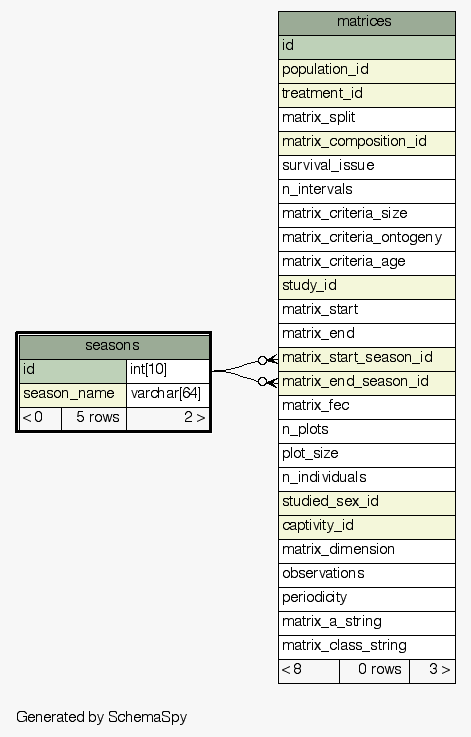 matrices
id
population_id
treatment_id
matrix_split
matrix_composition_id
survival_issue
n_intervals
matrix_criteria_size
matrix_criteria_ontogeny
matrix_criteria_age
study_id
matrix_start
matrix_end
matrix_start_season_id
matrix_end_season_id
matrix_fec
n_plots
plot_size
n_individuals
studied_sex_id
captivity_id
matrix_dimension
observations
periodicity
matrix_a_string
matrix_class_string
< 8 0 rows 3 >
seasons
id int[10]
season_name varchar[64]
< 0 5 rows 2 >
Generated by SchemaSpy